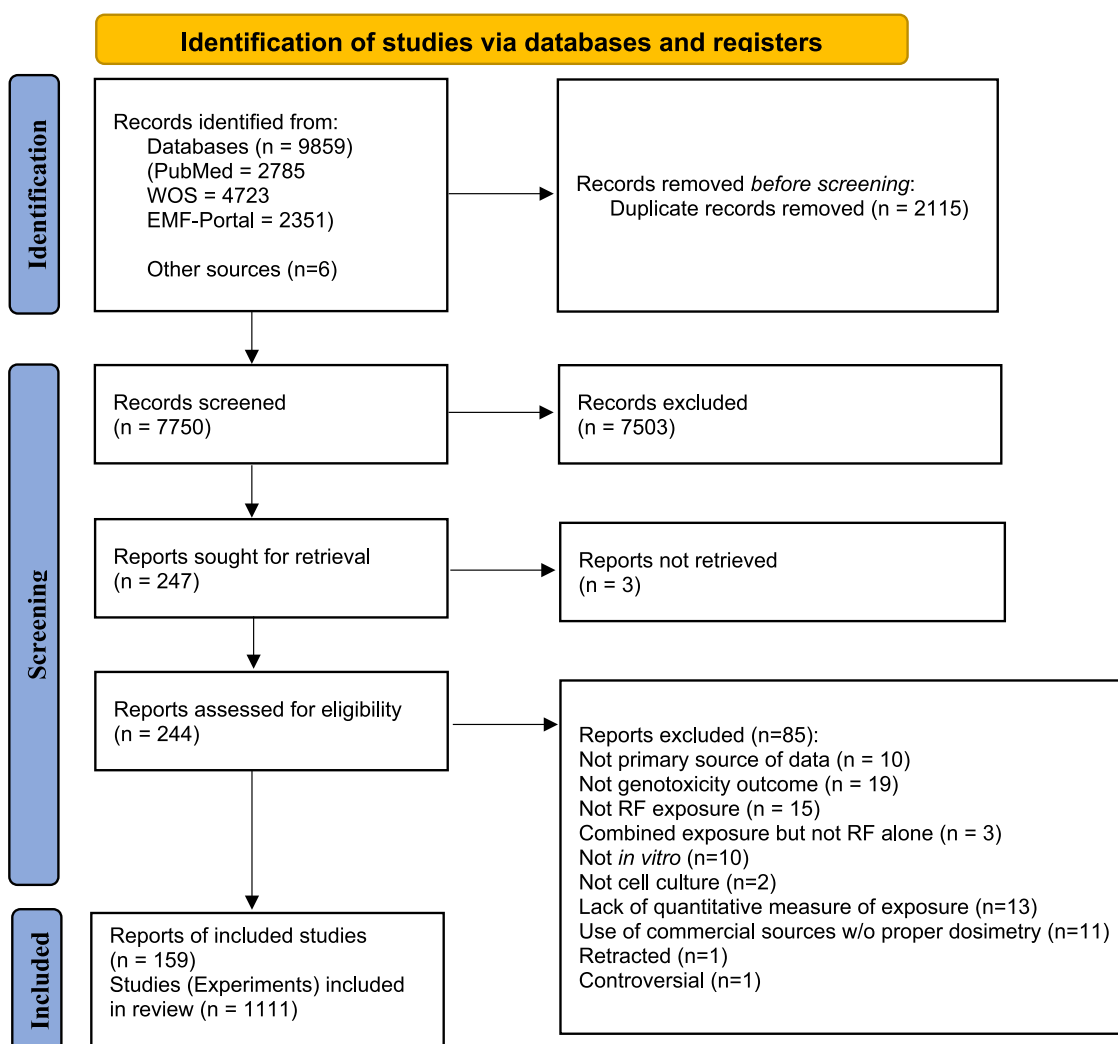 Identification of studies via databases and registers
Identification
Records identified from:
Databases (n = 9859)
(PubMed = 2785
WOS = 4723
EMF-Portal = 2351)
Other sources (n=6)
Records removed before screening:
Duplicate records removed (n = 2115)
Screening
Records screened
(n = 7750)
Records excluded
(n = 7503)
Reports sought for retrieval
(n = 247)
Reports not retrieved
(n = 3)
Reports assessed for eligibility
(n = 244)
Reports excluded (n=85):
Not primary source of data (n = 10)
Not genotoxicity outcome (n = 19)
Not RF exposure (n = 15)
Combined exposure but not RF alone (n = 3)
Not in vitro (n=10)
Not cell culture (n=2)
Lack of quantitative measure of exposure (n=13)
Use of commercial sources w/o proper dosimetry (n=11)
Retracted (n=1)
Controversial (n=1)
Included
Reports of included studies
(n = 159)
Studies (Experiments) included
in review (n = 1111)